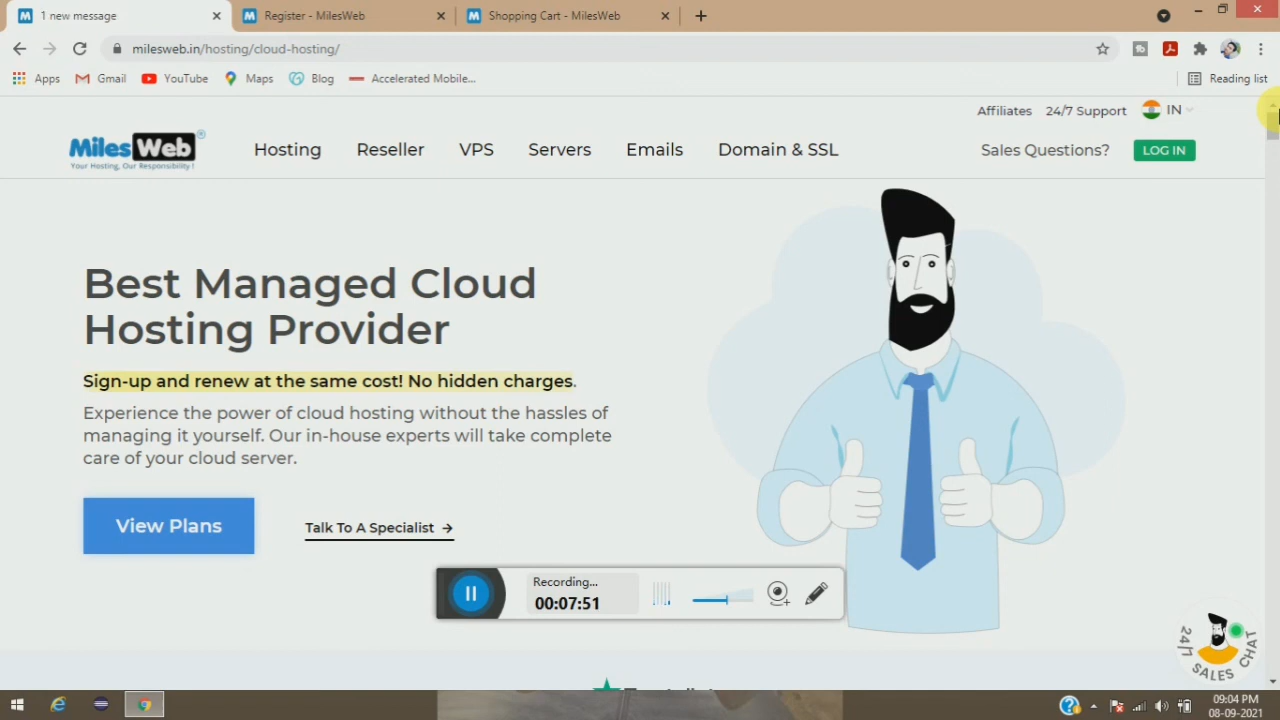 1 new message
Register - MilesWeb
Shopping Cart - MilesWeb
milesweb.in/hosting/cloud-hosting/
Apps
Gmail
YouTube
Maps
Blog
Accelerated Mobile...
Reading list
Affiliates
24/7 Support
IN
MilesWeb
Your Hosting, Our Responsibility!
Hosting
Reseller
VPS
Servers
Emails
Domain & SSL
Sales Questions?
LOG IN
Best Managed Cloud
Hosting Provider
Sign-up and renew at the same cost! No hidden charges.
Experience the power of cloud hosting without the hassles of
managing it yourself. Our in-house experts will take complete
care of your cloud server.
View Plans
Talk To A Specialist →
Recording...
00:07:51
24/7 SALES CHAT
09:04 PM
08-09-2021